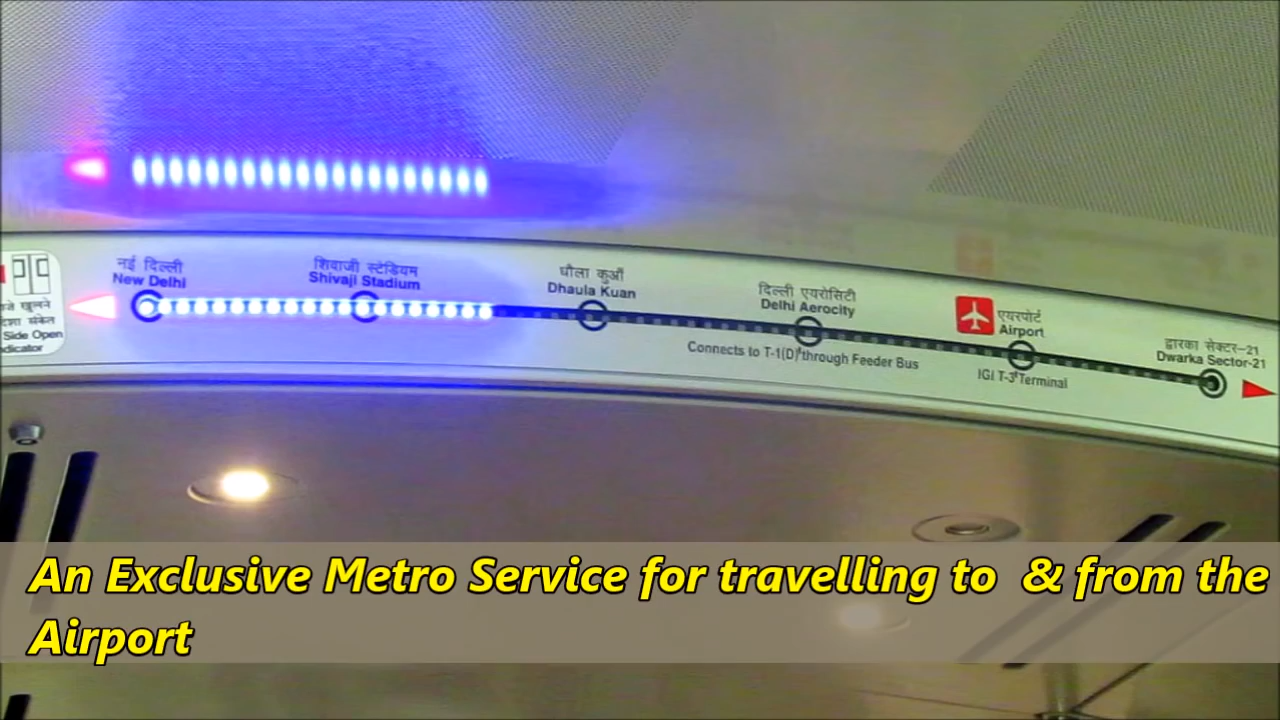 नई दिल्ली
New Delhi
शिवाजी स्टेडियम
Shivaji Stadium
धौला कुआँ
Dhaula Kuan
दिल्ली एयरोसिटी
Delhi Aerocity
Connects to T-1(D) through Feeder Bus
एयरपोर्ट
Airport
IGI T-3 Terminal
द्वारका सेक्टर-21
Dwarka Sector-21
खुलने
संकेत
Side Open
An Exclusive Metro Service for travelling to & from the
Airport